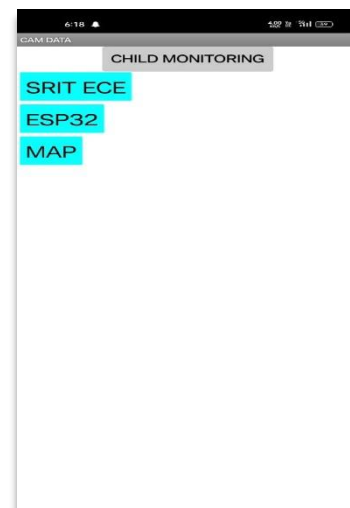 6:18
CAM DATA
CHILD MONITORING
SRIT ECE
ESP32
MAP